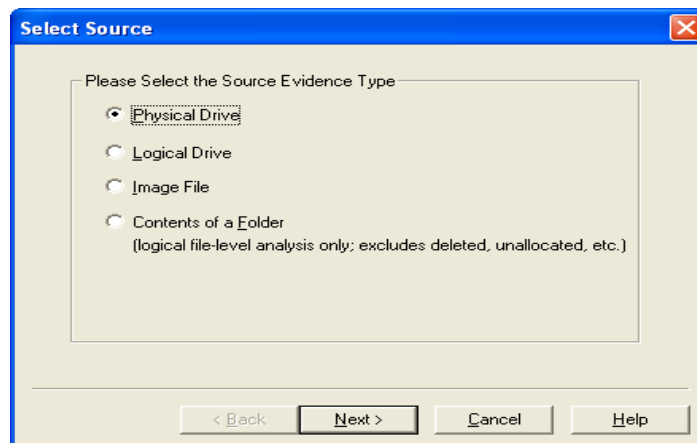 Select Source
Please Select the Source Evidence Type
Physical Drive
Logical Drive
Image File
Contents of a Folder
(logical file-level analysis only; excludes deleted, unallocated, etc.)
< Back Next > Cancel Help